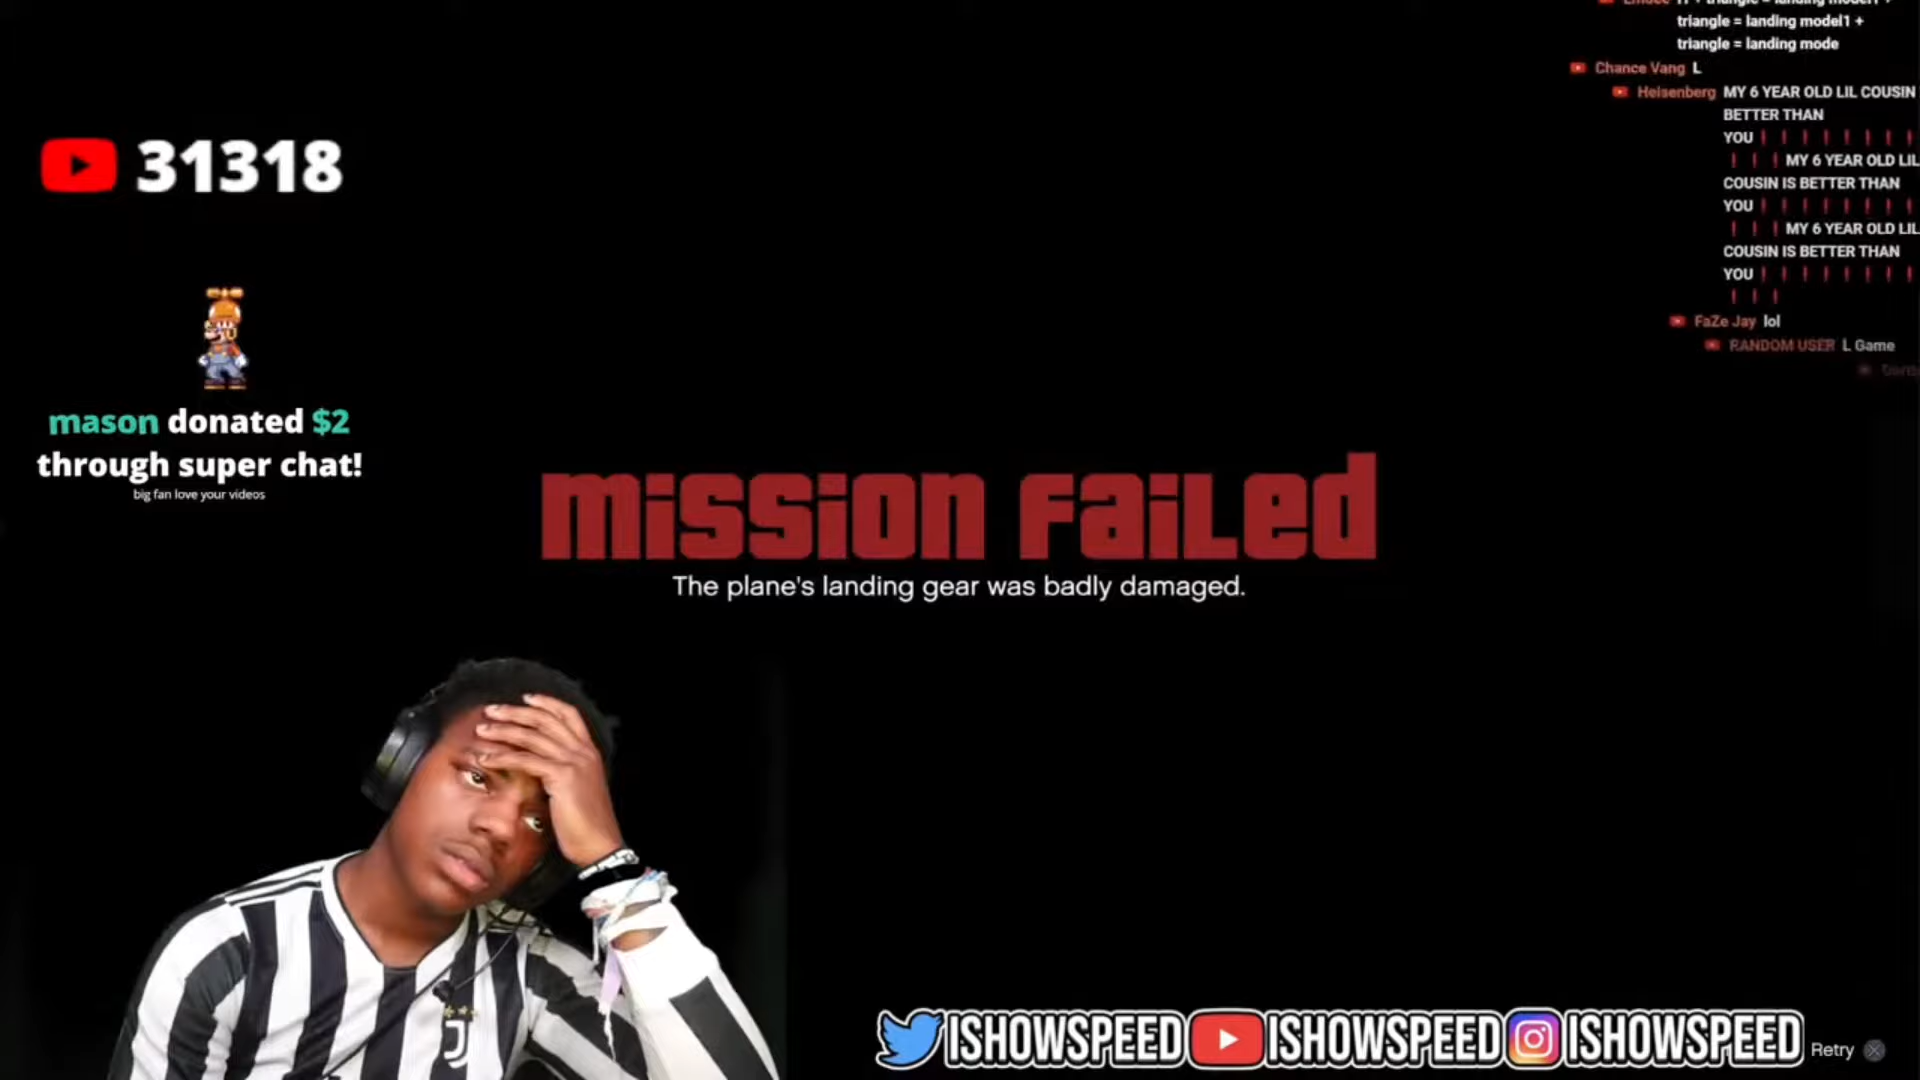 triangle = landing model1 +
triangle = landing mode
Chance Vang L
Heisenberg MY 6 YEAR OLD LIL COUSIN
BETTER THAN
YOU❗❗❗❗❗❗❗❗
❗❗❗MY 6 YEAR OLD LIL
COUSIN IS BETTER THAN
YOU❗❗❗❗❗❗❗❗
❗❗❗MY 6 YEAR OLD LIL
COUSIN IS BETTER THAN
YOU❗❗❗❗❗❗❗❗
❗❗❗
FaZe Jay lol
RANDOM USER L Game
31318
mason donated $2
through super chat!
big fan love your videos
mission failed
The plane's landing gear was badly damaged.
J
ISHOWSPEED ISHOWSPEED ISHOWSPEED
Retry